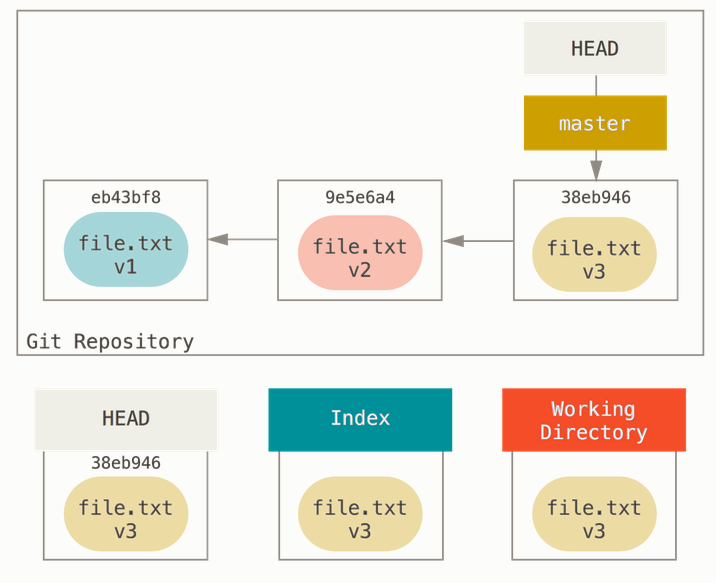 HEAD
master
eb43bf8
9e5e6a4
38eb946
file.txt
v1
file.txt
v2
file.txt
v3
Git Repository
HEAD
Index
Working
Directory
38eb946
file.txt
v3
file.txt
v3
file.txt
v3